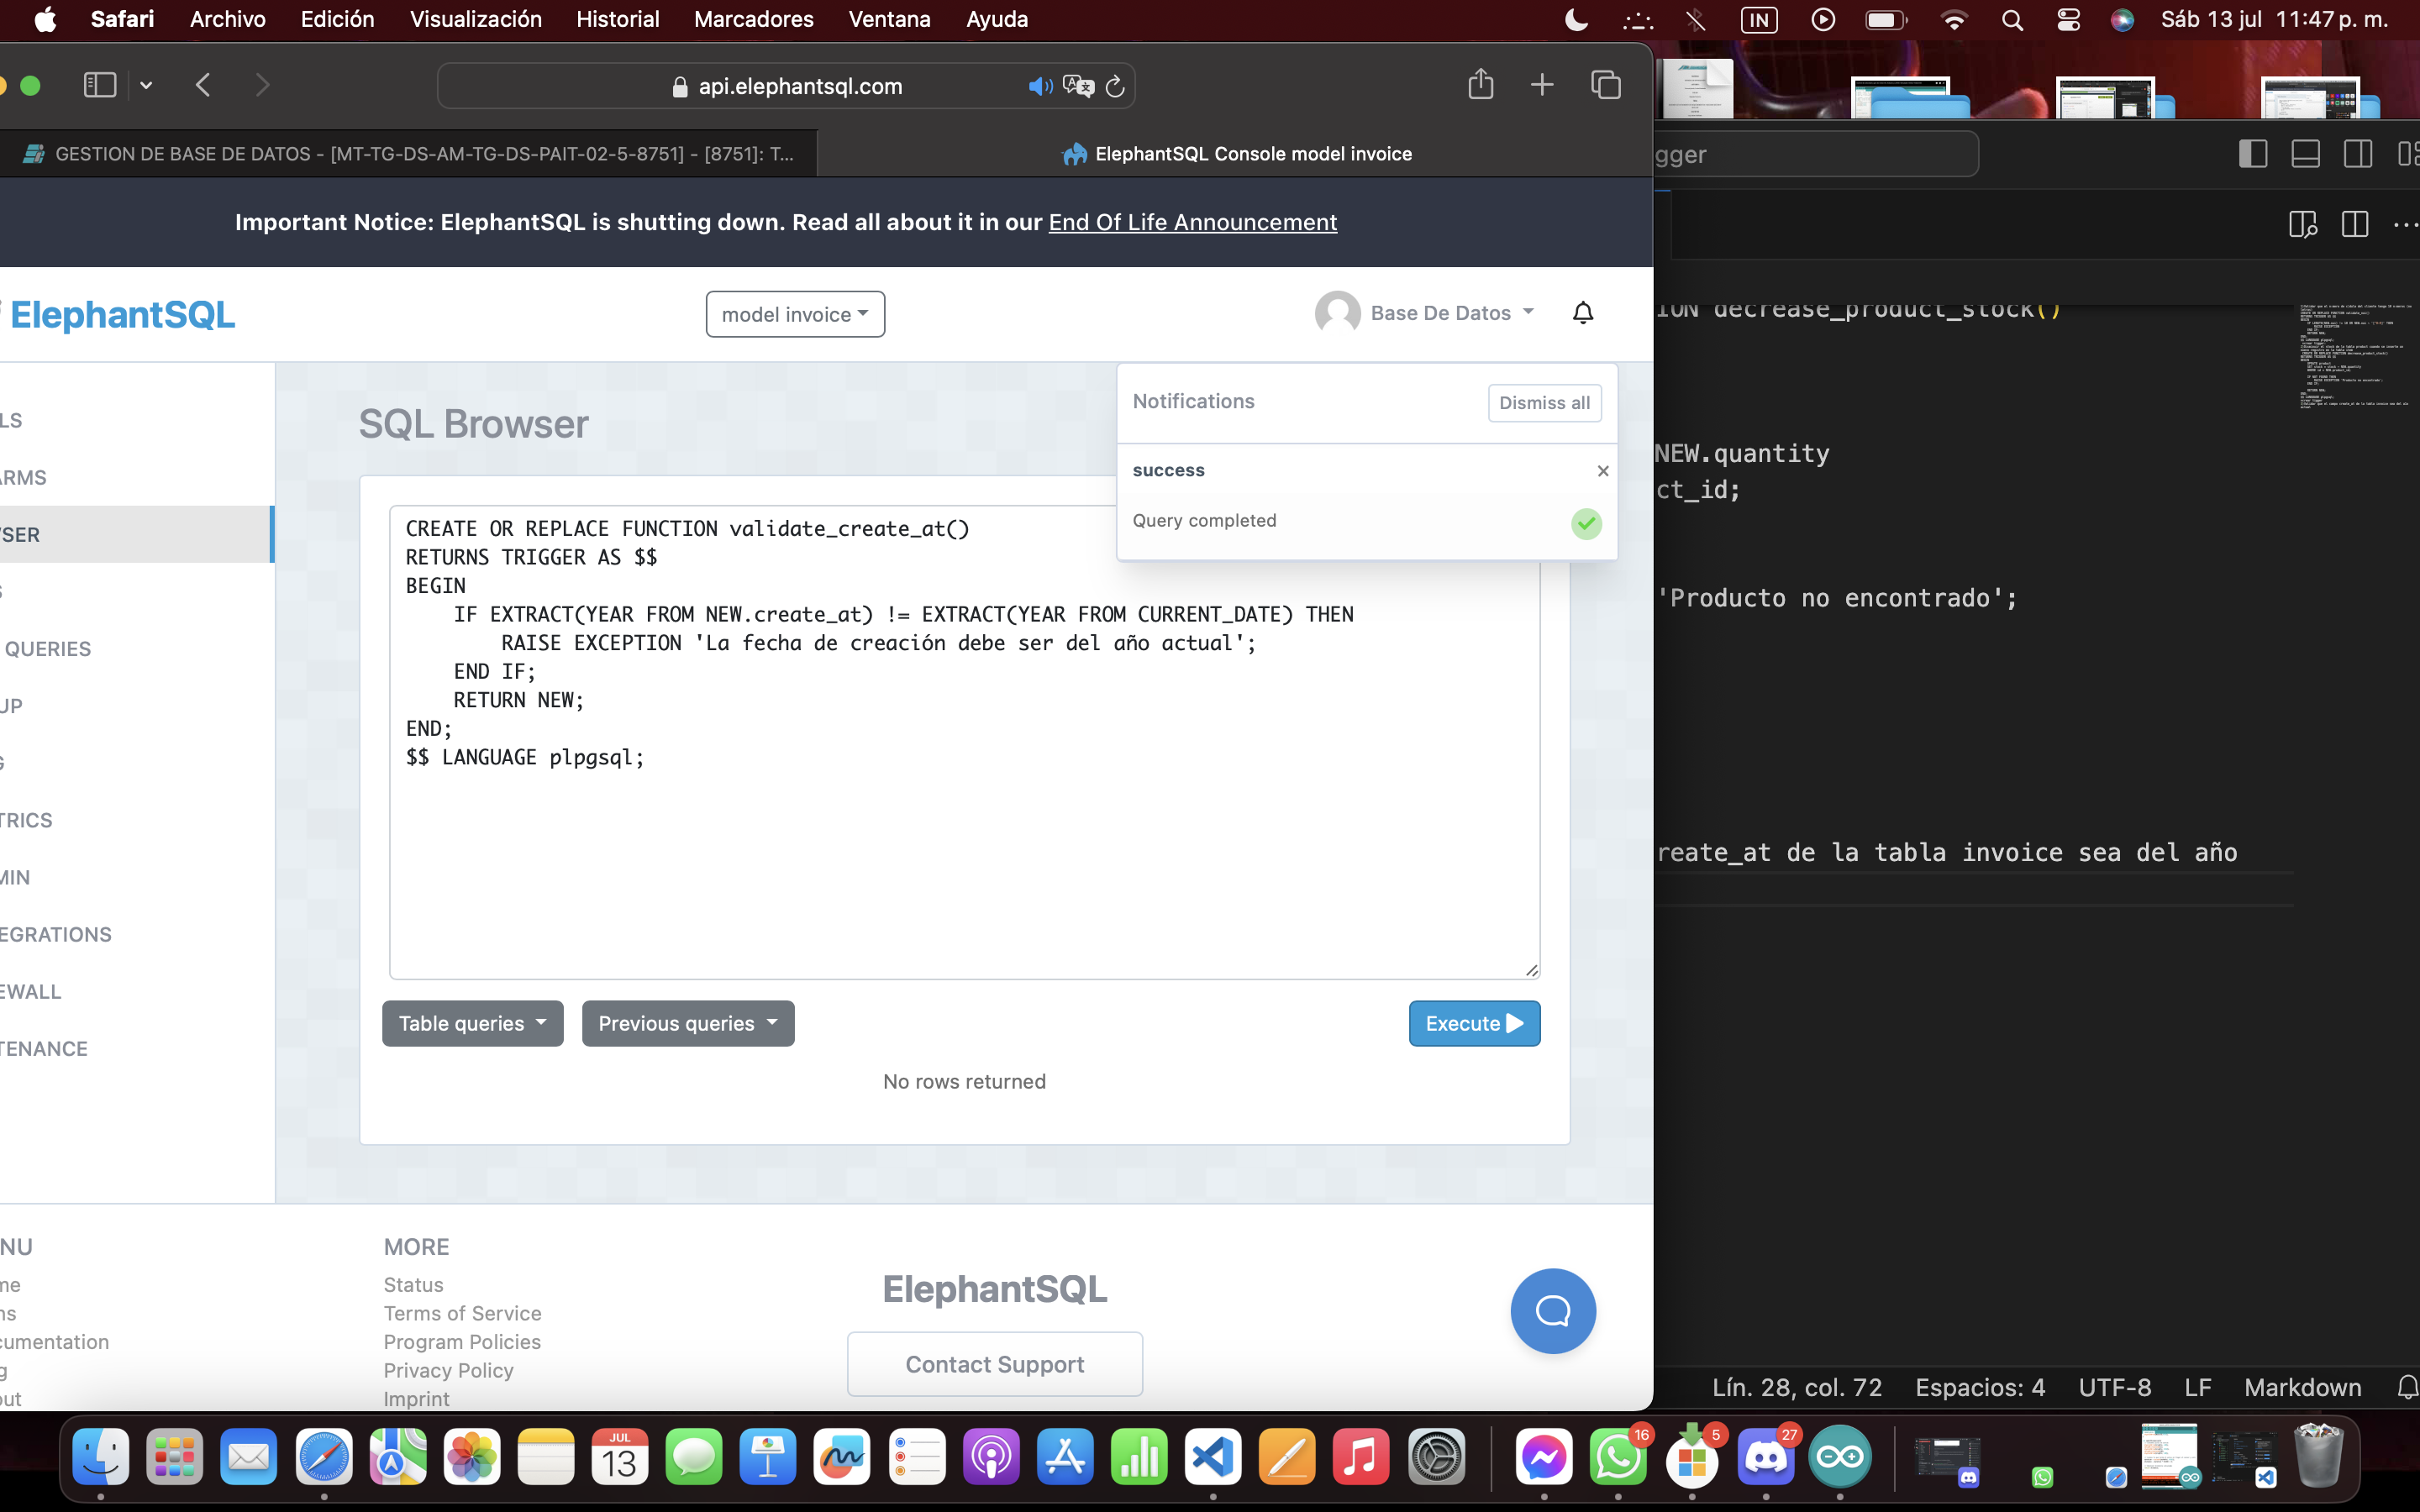 Safari Archivo Edición Visualización Historial Marcadores Ventana Ayuda
IN
Sáb 13 jul 11:47 p. m.
api.elephantsql.com
GESTION DE BASE DE DATOS - [MT-TG-DS-AM-TG-DS-PAIT-02-5-8751] - [8751]: T...
ElephantSQL Console model invoice
Important Notice: ElephantSQL is shutting down. Read all about it in our End Of Life Announcement
ElephantSQL
model invoice
Base De Datos
LS
ARMS
SER
QUERIES
UP
TRICS
MIN
EGRATIONS
EWALL
TENANCE
SQL Browser
Notifications
Dismiss all
success
Query completed
CREATE OR REPLACE FUNCTION validate_create_at()
RETURNS TRIGGER AS $$
BEGIN
IF EXTRACT(YEAR FROM NEW.create_at) != EXTRACT(YEAR FROM CURRENT_DATE) THEN
RAISE EXCEPTION 'La fecha de creación debe ser del año actual';
END IF;
RETURN NEW;
END;
$$ LANGUAGE plpgsql;
Table queries
Previous queries
Execute
No rows returned
NU
me
ns
cumentation
g
out
MORE
Status
Terms of Service
Program Policies
Privacy Policy
Imprint
ElephantSQL
Contact Support
gger
ION decrease_product_stock()
NEW.quantity
ct_id;
'Producto no encontrado';
reate_at de la tabla invoice sea del año
Lín. 28, col. 72 Espacios: 4 UTF-8 LF Markdown
JUL
13
16
5
27